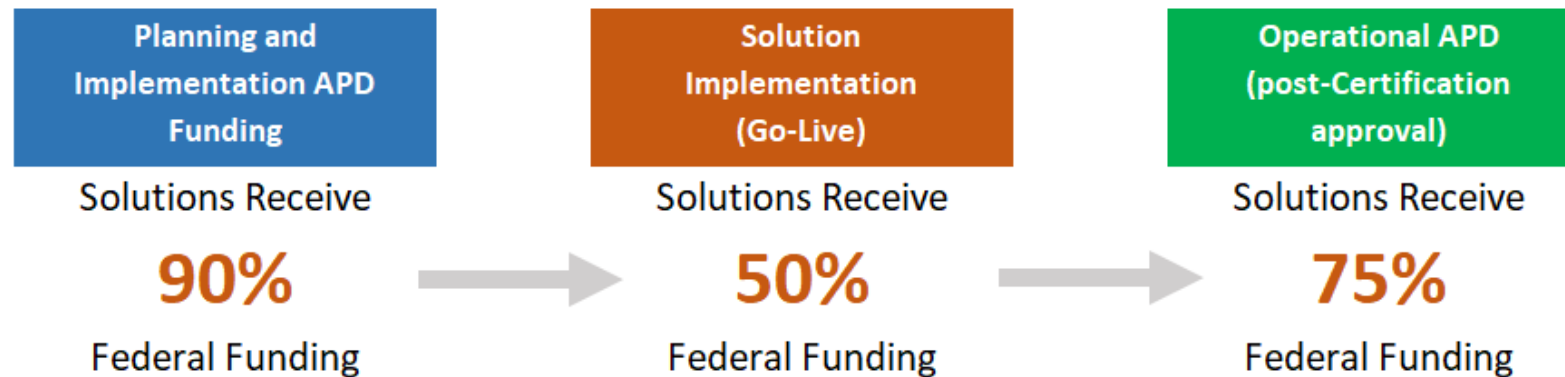 Planning and
Implementation APD
Funding
Solutions Receive
90%
Federal Funding
Solution
Implementation
(Go-Live)
Solutions Receive
50%
Federal Funding
Operational APD
(post-Certification
approval)
Solutions Receive
75%
Federal Funding